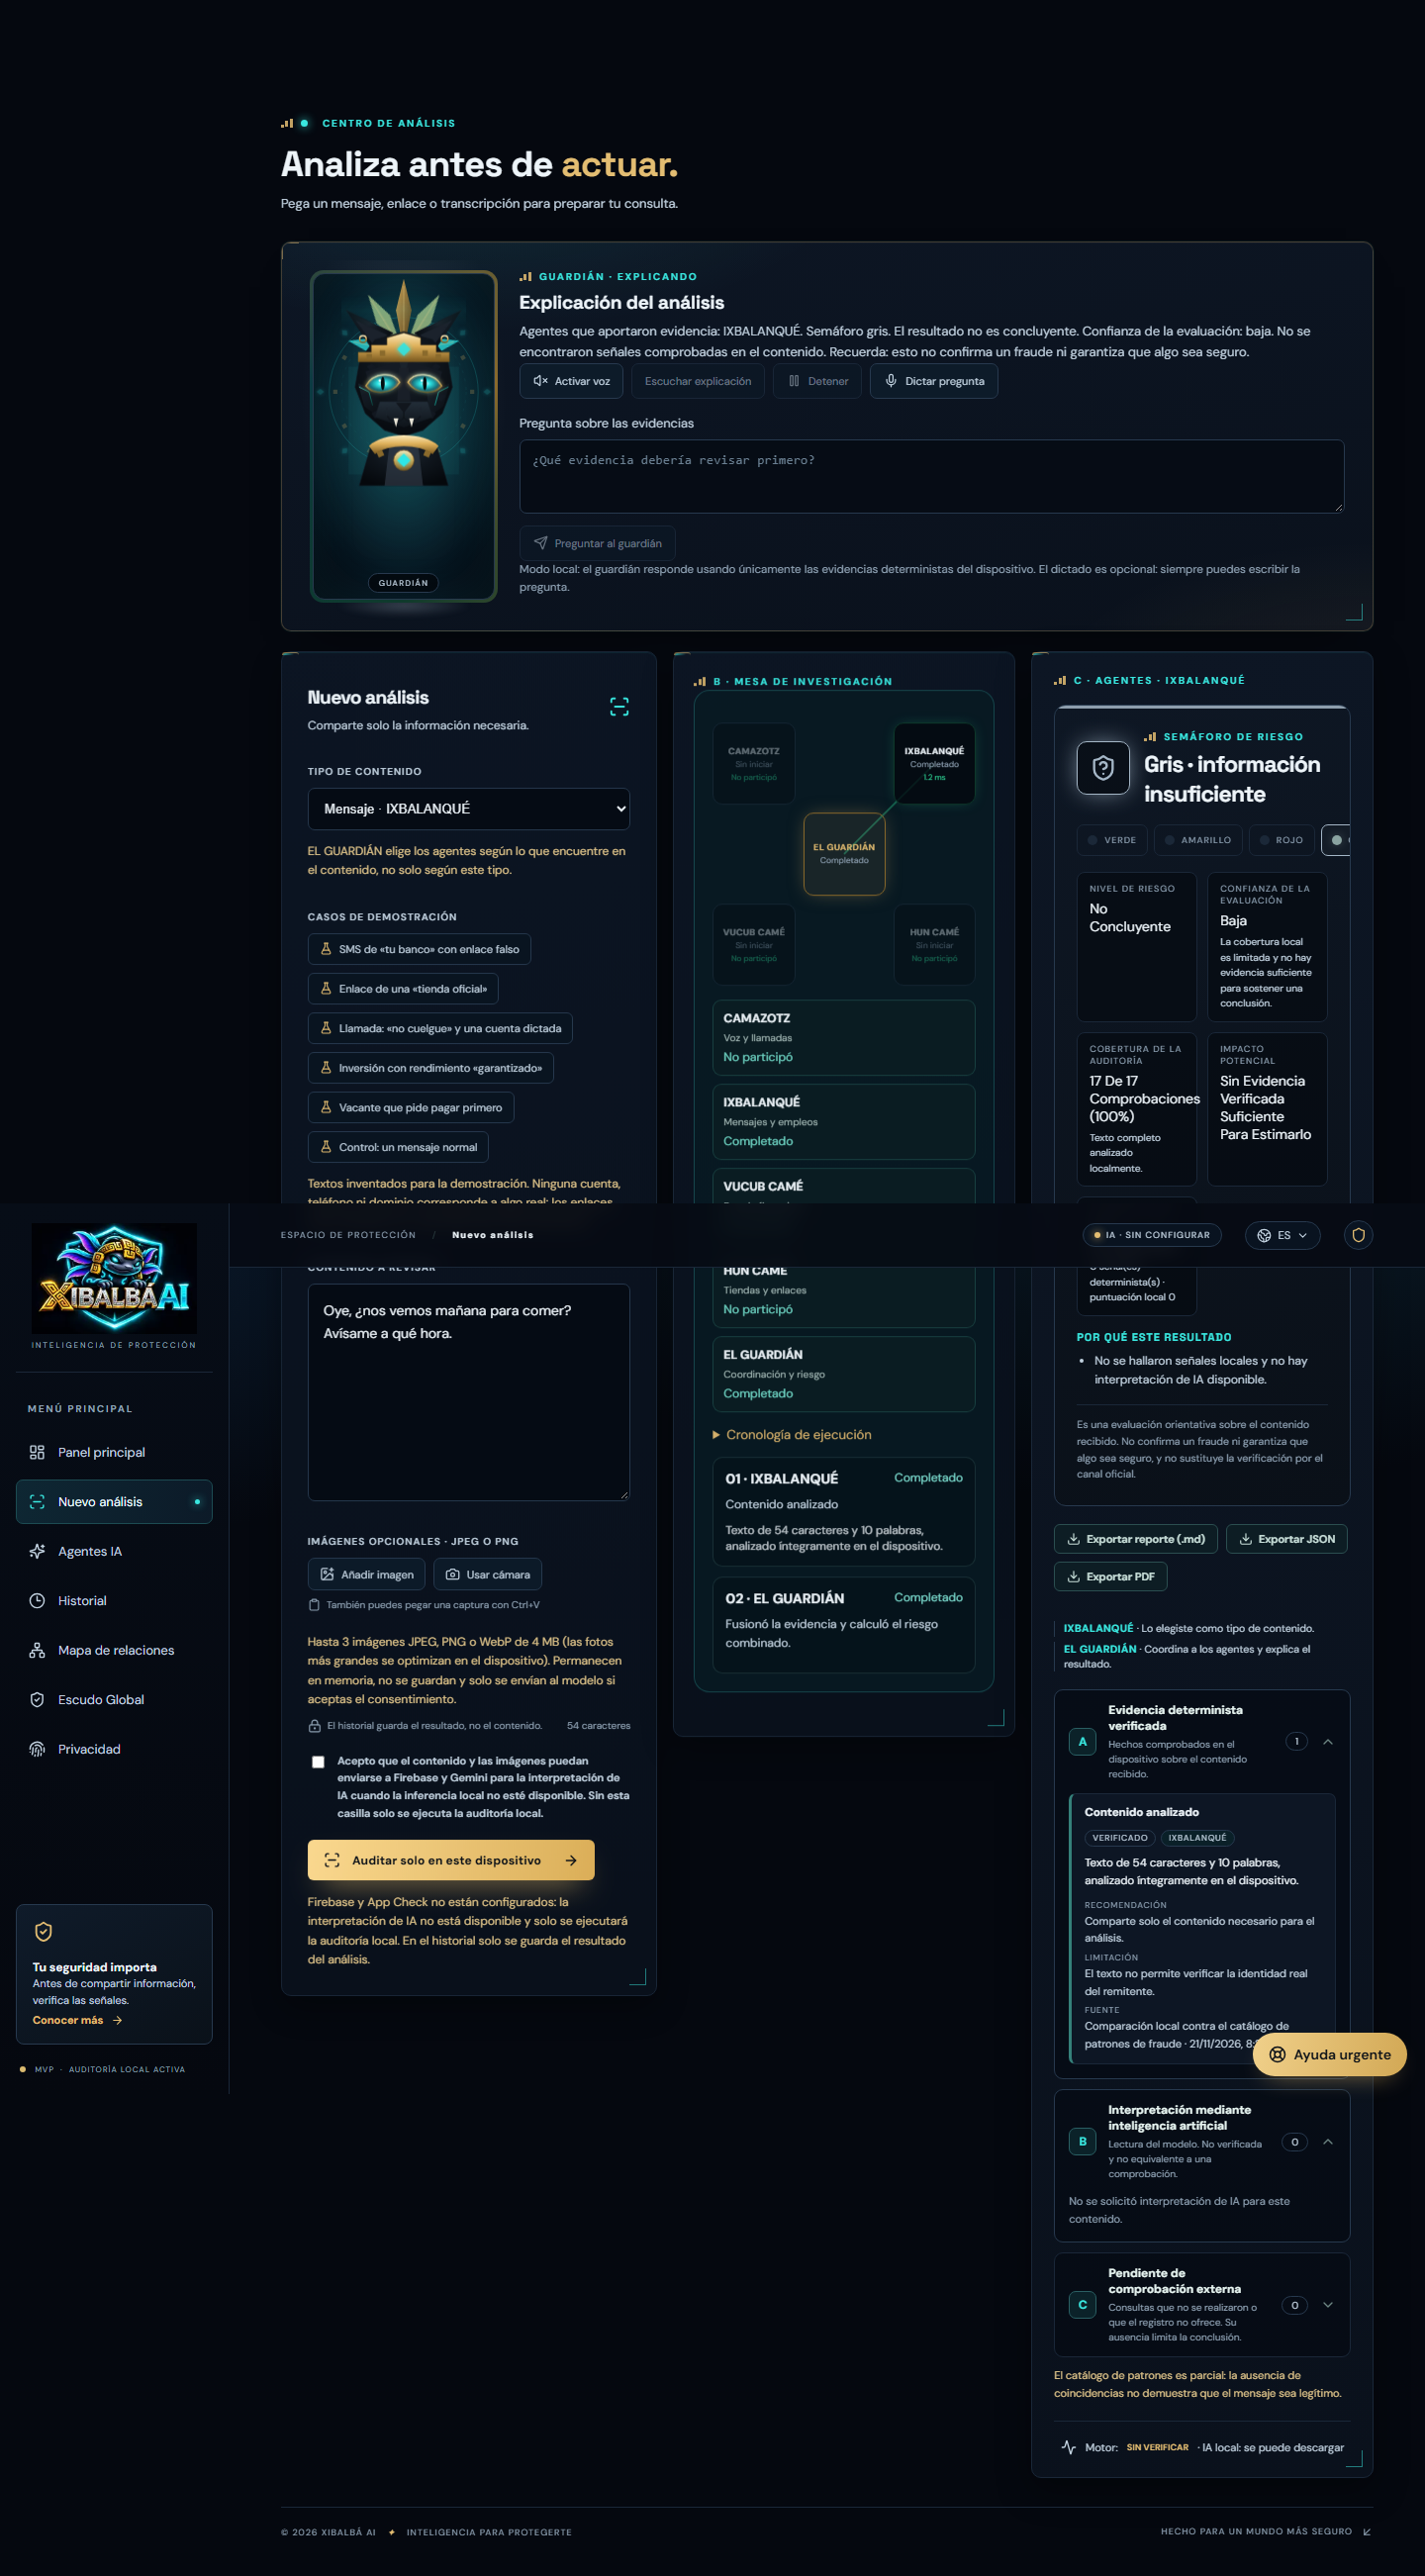 CENTRO DE ANÁLISIS
Analiza antes de actuar.
Pega un mensaje, enlace o transcripción para preparar tu consulta.
GUARDIÁN · EXPLICANDO
Explicación del análisis
Agentes que aportaron evidencia: IXBALANQUÉ. Semáforo gris. El resultado no es concluyente. Confianza de la evaluación: baja. No se
encontraron señales comprobadas en el contenido. Recuerda: esto no confirma un fraude ni garantiza que algo sea seguro.
Activar voz
Escuchar explicación
Detener
Dictar pregunta
Pregunta sobre las evidencias
¿Qué evidencia debería revisar primero?
Preguntar al guardián
GUARDIÁN
Modo local: el guardián responde usando únicamente las evidencias deterministas del dispositivo. El dictado es opcional: siempre puedes escribir la
pregunta.
Nuevo análisis
Comparte solo la información necesaria.
TIPO DE CONTENIDO
Mensaje · IXBALANQUÉ
EL GUARDIÁN elige los agentes según lo que encuentre en
el contenido, no solo según este tipo.
CASOS DE DEMOSTRACIÓN
SMS de «tu banco» con enlace falso
Enlace de una «tienda oficial»
Llamada: «no cuelgue» y una cuenta dictada
Inversión con rendimiento «garantizado»
Vacante que pide pagar primero
Control: un mensaje normal
Textos inventados para la demostración. Ninguna cuenta,
teléfono ni dominio corresponde a algo real: los enlaces
CONTENIDO A REVISAR
Oye, ¿nos vemos mañana para comer?
Avísame a qué hora.
IMÁGENES OPCIONALES · JPEG O PNG
Añadir imagen
Usar cámara
También puedes pegar una captura con Ctrl+V
Hasta 3 imágenes JPEG, PNG o WebP de 4 MB (las fotos
más grandes se optimizan en el dispositivo). Permanecen
en memoria, no se guardan y solo se envían al modelo si
aceptas el consentimiento.
El historial guarda el resultado, no el contenido.
54 caracteres
Acepto que el contenido y las imágenes puedan
enviarse a Firebase y Gemini para la interpretación de
IA cuando la inferencia local no esté disponible. Sin esta
casilla solo se ejecuta la auditoría local.
Auditar solo en este dispositivo
Firebase y App Check no están configurados: la
interpretación de IA no está disponible y solo se ejecutará
la auditoría local. En el historial solo se guarda el resultado
del análisis.
B · MESA DE INVESTIGACIÓN
CAMAZOTZ
Sin iniciar
No participó
IXBALANQUÉ
Completado
1.2 ms
EL GUARDIÁN
Completado
VUCUB CAMÉ
Sin iniciar
No participó
HUN CAMÉ
Sin iniciar
No participó
CAMAZOTZ
Voz y llamadas
No participó
IXBALANQUÉ
Mensajes y empleos
Completado
VUCUB CAMÉ
HUN CAMÉ
Tiendas y enlaces
No participó
EL GUARDIÁN
Coordinación y riesgo
Completado
Cronología de ejecución
01 · IXBALANQUÉ
Completado
Contenido analizado
Texto de 54 caracteres y 10 palabras,
analizado íntegramente en el dispositivo.
02 · EL GUARDIÁN
Completado
Fusionó la evidencia y calculó el riesgo
combinado.
C · AGENTES · IXBALANQUÉ
SEMÁFORO DE RIESGO
Gris · información
insuficiente
VERDE
AMARILLO
ROJO
NIVEL DE RIESGO
No
Concluyente
CONFIANZA DE LA
EVALUACIÓN
Baja
La cobertura local
es limitada y no hay
evidencia suficiente
para sostener una
conclusión.
COBERTURA DE LA
AUDITORÍA
17 De 17
Comprobaciones
(100%)
Texto completo
analizado
localmente.
IMPACTO
POTENCIAL
Sin Evidencia
Verificada
Suficiente
Para Estimarlo
determinista(s) ·
puntuación local 0
POR QUÉ ESTE RESULTADO
No se hallaron señales locales y no hay
interpretación de IA disponible.
Es una evaluación orientativa sobre el contenido
recibido. No confirma un fraude ni garantiza que
algo sea seguro, y no sustituye la verificación por el
canal oficial.
Exportar reporte (.md)
Exportar JSON
Exportar PDF
IXBALANQUÉ · Lo elegiste como tipo de contenido.
EL GUARDIÁN · Coordina a los agentes y explica el
resultado.
A
Evidencia determinista
verificada
Hechos comprobados en el
dispositivo sobre el contenido
recibido.
1
Contenido analizado
VERIFICADO
IXBALANQUÉ
Texto de 54 caracteres y 10 palabras,
analizado íntegramente en el dispositivo.
RECOMENDACIÓN
Comparte solo el contenido necesario para el
análisis.
LIMITACIÓN
El texto no permite verificar la identidad real
del remitente.
FUENTE
Comparación local contra el catálogo de
patrones de fraude · 21/11/2026, 8:
Ayuda urgente
B
Interpretación mediante
inteligencia artificial
Lectura del modelo. No verificada
y no equivalente a una
comprobación.
0
No se solicitó interpretación de IA para este
contenido.
C
Pendiente de
comprobación externa
Consultas que no se realizaron o
que el registro no ofrece. Su
ausencia limita la conclusión.
0
El catálogo de patrones es parcial: la ausencia de
coincidencias no demuestra que el mensaje sea legítimo.
Motor: SIN VERIFICAR · IA local: se puede descargar
XIBALBÁ AI
INTELIGENCIA DE PROTECCIÓN
ESPACIO DE PROTECCIÓN / Nuevo análisis
IA · SIN CONFIGURAR
ES
MENÚ PRINCIPAL
Panel principal
Nuevo análisis
Agentes IA
Historial
Mapa de relaciones
Escudo Global
Privacidad
Tu seguridad importa
Antes de compartir información,
verifica las señales.
Conocer más
MVP · AUDITORÍA LOCAL ACTIVA
© 2026 XIBALBÁ AI ✦ INTELIGENCIA PARA PROTEGERTE
HECHO PARA UN MUNDO MÁS SEGURO